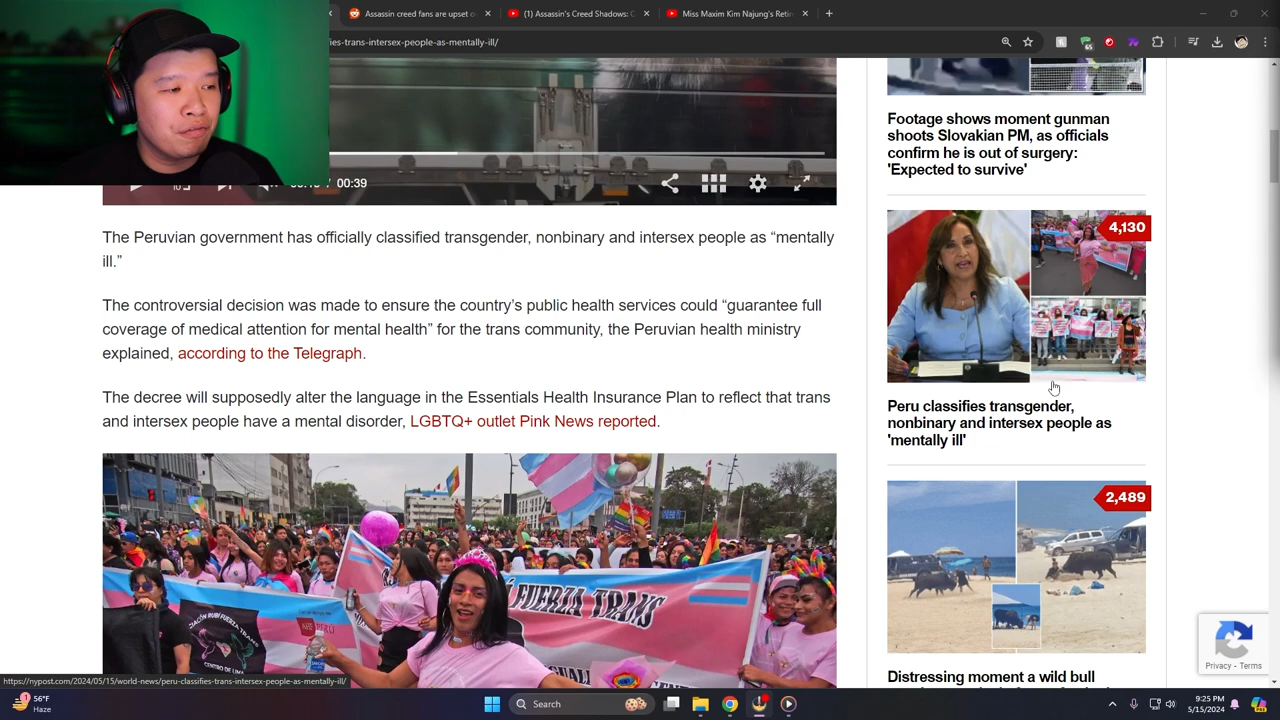 Assassin creed fans are upset o
(1) Assassin's Creed Shadows: C
Miss Maxim Kim Najung's Retir
ies-trans-intersex-people-as-mentally-ill/
65
Footage shows moment gunman
shoots Slovakian PM, as officials
confirm he is out of surgery:
'Expected to survive'
/ 00:39
The Peruvian government has officially classified transgender, nonbinary and intersex people as “mentally
ill.”
The controversial decision was made to ensure the country’s public health services could “guarantee full
coverage of medical attention for mental health” for the trans community, the Peruvian health ministry
explained, according to the Telegraph.
The decree will supposedly alter the language in the Essentials Health Insurance Plan to reflect that trans
and intersex people have a mental disorder, LGBTQ+ outlet Pink News reported.
4,130
Peru classifies transgender,
nonbinary and intersex people as
'mentally ill'
2,489
FUERZA TRANS
CENTRO DE LIMA
Distressing moment a wild bull
Privacy - Terms
https://nypost.com/2024/05/15/world-news/peru-classifies-trans-intersex-people-as-mentally-ill/
56°F
Haze
Search
9:25 PM
5/15/2024